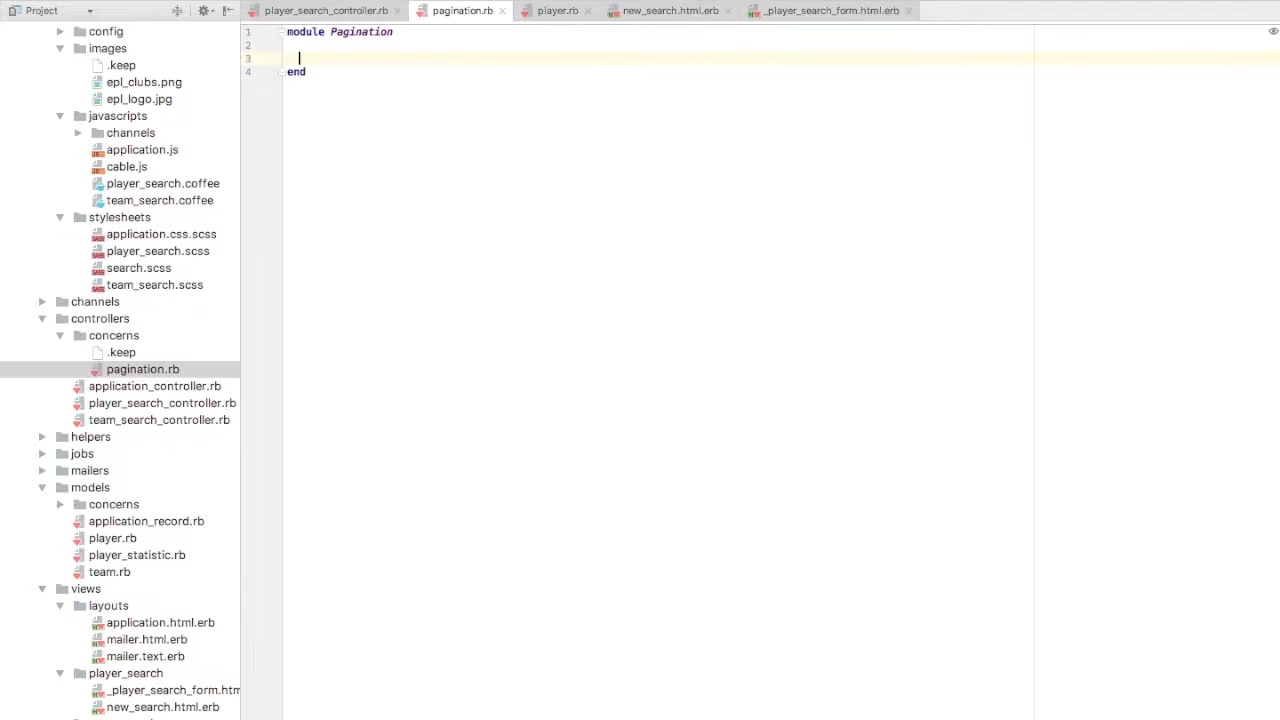 Project
player_search_controller.rb
pagination.rb
player.rb
new_search.html.erb
_player_search_form.html.erb
config
images
.keep
epl_clubs.png
epl_logo.jpg
javascripts
channels
application.js
cable.js
player_search.coffee
team_search.coffee
stylesheets
application.css.scss
player_search.scss
search.scss
team_search.scss
channels
controllers
concerns
.keep
pagination.rb
application_controller.rb
player_search_controller.rb
team_search_controller.rb
helpers
jobs
mailers
models
concerns
application_record.rb
player.rb
player_statistic.rb
team.rb
views
layouts
application.html.erb
mailer.html.erb
mailer.text.erb
player_search
_player_search_form.htm
new_search.html.erb
1 module Pagination
2
3
4 end